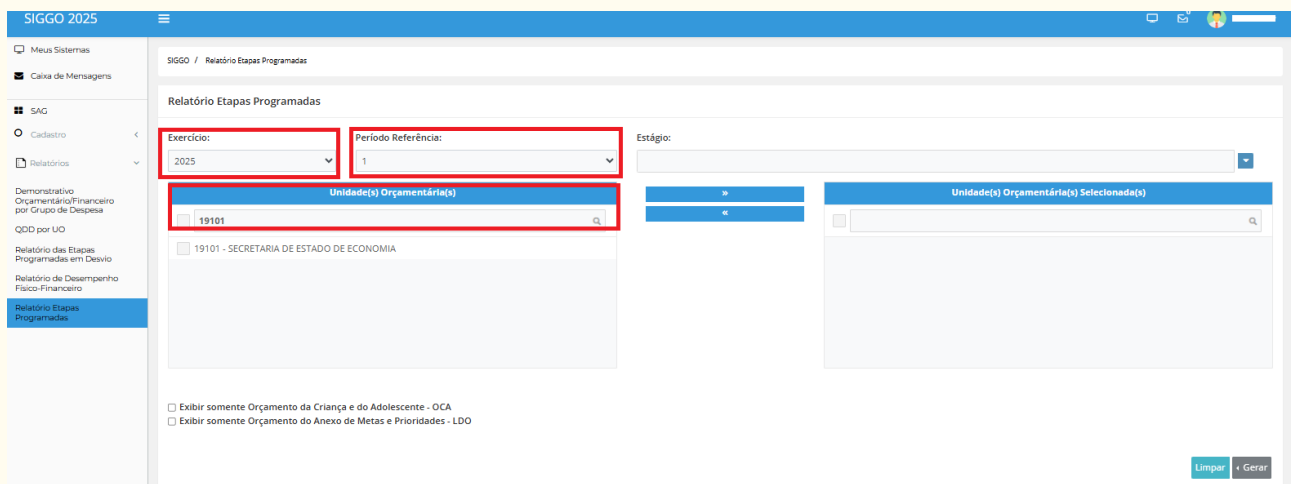 SIGGO 2025
Meus Sistemas
Caixa de Mensagens
SAG
Cadastro
Relatórios
Demonstrativo
Orçamentário/Financeiro
por Grupo de Despesa
QDD por UO
Relatório das Etapas
Programadas em Desvio
Relatório de Desempenho
Físico-Financeiro
Relatório Etapas
Programadas
SIGGO / Relatório Etapas Programadas
Relatório Etapas Programadas
Exercício: Período Referência: Estágio:
2025 1
Unidade(s) Orçamentária(s) » Unidade(s) Orçamentária(s) Selecionada(s)
«
19101
19101 - SECRETARIA DE ESTADO DE ECONOMIA
Exibir somente Orçamento da Criança e do Adolescente - OCA
Exibir somente Orçamento do Anexo de Metas e Prioridades - LDO
Limpar Gerar